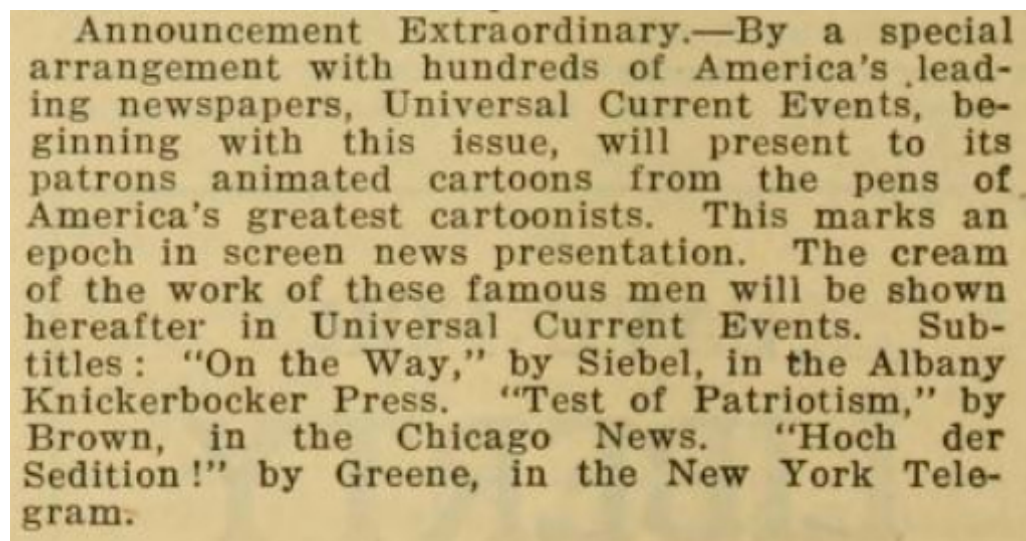 Announcement Extraordinary.—By a special
arrangement with hundreds of America's lead-
ing newspapers, Universal Current Events, be-
ginning with this issue, will present to its
patrons animated cartoons from the pens of
America's greatest cartoonists. This marks an
epoch in screen news presentation. The cream
of the work of these famous men will be shown
hereafter in Universal Current Events. Sub-
titles: "On the Way," by Siebel, in the Albany
Knickerbocker Press. "Test of Patriotism," by
Brown, in the Chicago News. "Hoch der
Sedition!" by Greene, in the New York Tele-
gram.